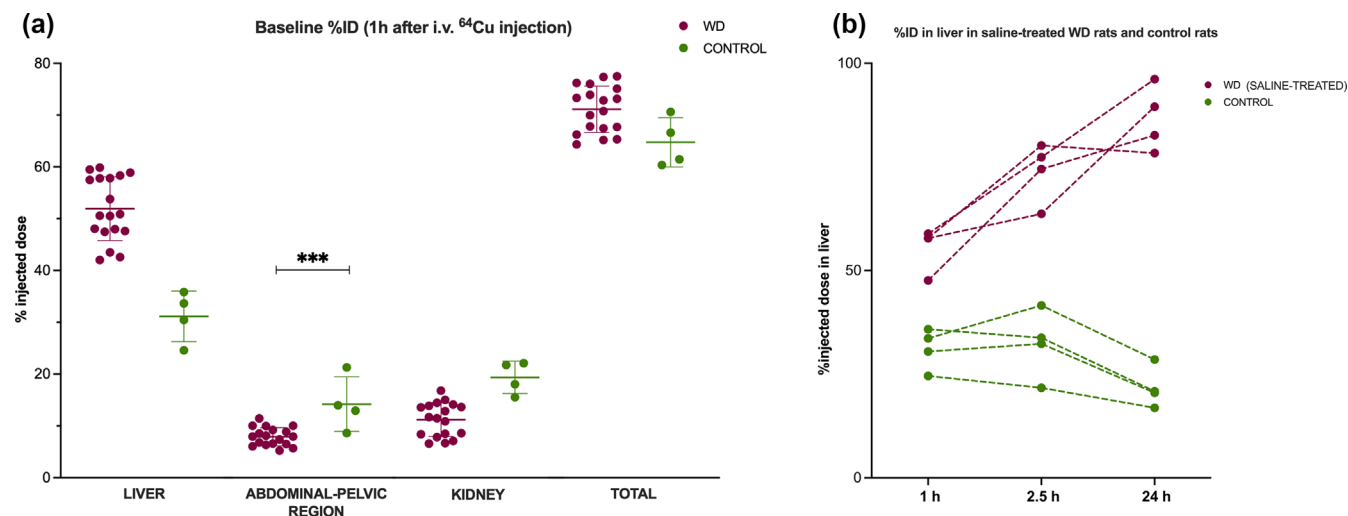 (a)
Baseline %ID (1h after i.v. ⁶⁴Cu injection)
WD
CONTROL
% injected dose
80
60
40
20
0
***
LIVER
ABDOMINAL-PELVIC
REGION
KIDNEY
TOTAL
(b)
%ID in liver in saline-treated WD rats and control rats
WD (SALINE-TREATED)
CONTROL
%injected dose in liver
100
50
0
1 h
2.5 h
24 h